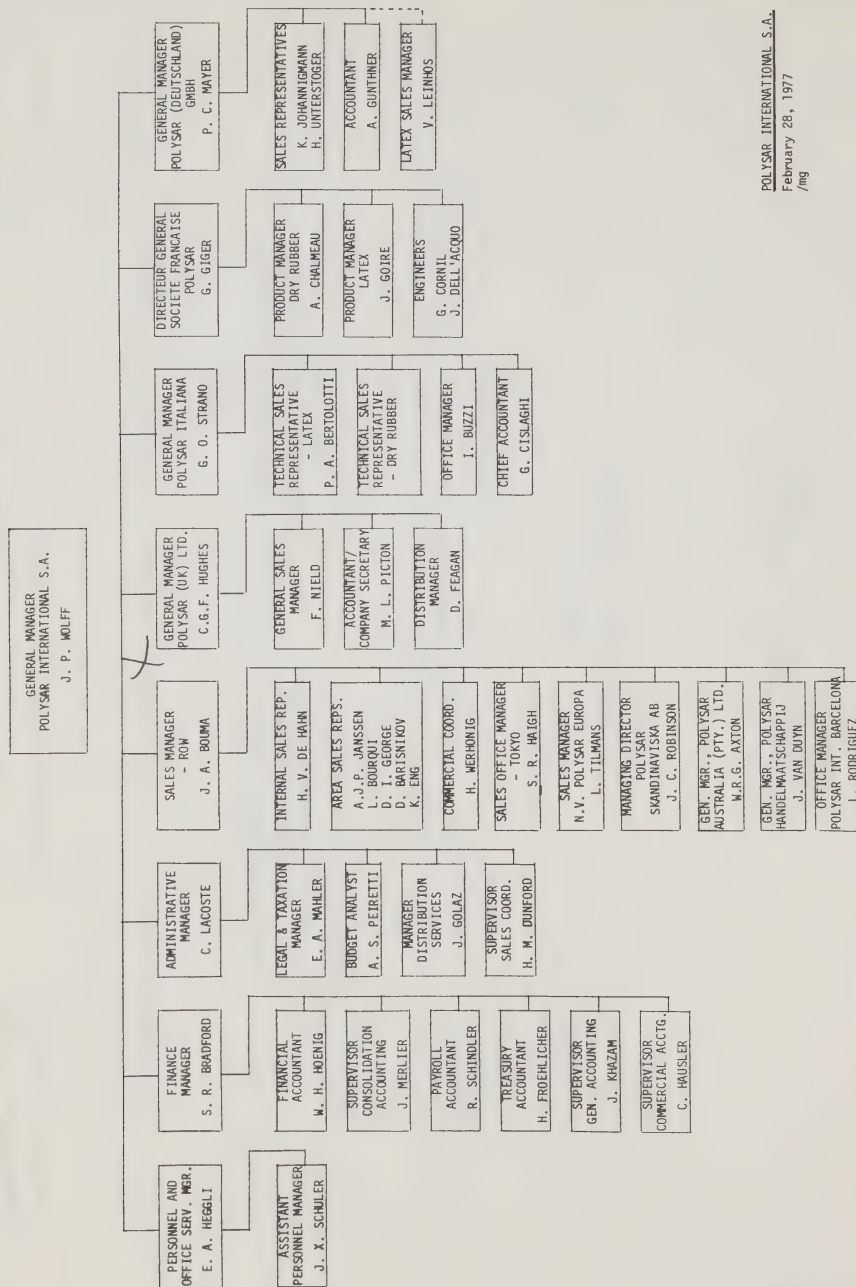 GENERAL MANAGER
POLYSAR INTERNATIONAL S.A.
J. P. WOLFF
PERSONNEL AND
OFFICE SERV. MGR.
E. A. HEGGLI
ASSISTANT
PERSONNEL MANAGER
J. X. SCHULER
FINANCE
MANAGER
S. R. BRADFORD
FINANCIAL
ACCOUNTANT
W. H. HOENIG
SUPERVISOR
CONSOLIDATION
ACCOUNTING
J. MERLIER
PAYROLL
ACCOUNTANT
R. SCHINDLER
TREASURY
ACCOUNTANT
H. FROEHLICHER
SUPERVISOR
GEN. ACCOUNTING
J. KHAZAM
SUPERVISOR
COMMERCIAL ACCTG.
C. HAUSLER
ADMINISTRATIVE
MANAGER
C. LACOSTE
LEGAL & TAXATION
MANAGER
E. A. MAHLER
BUDGET ANALYST
A. S. PEIRETTI
MANAGER
DISTRIBUTION
SERVICES
J. GOLAZ
SUPERVISOR
SALES COORD.
H. M. DUNFORD
SALES MANAGER
- ROW
J. A. BOUMA
INTERNAL SALES REP.
H. V. DE HAHN
AREA SALES REPS.
A.J.P. JANSSEN
L. BOURQUI
D. I. GEORGE
D. BARISNIKOV
K. ENG
COMMERCIAL COORD.
H. WERHONIG
SALES OFFICE MANAGER
- TOKYO
S. R. HAIGH
SALES MANAGER
N.V. POLYSAR EUROPA
L. TILMANS
MANAGING DIRECTOR
POLYSAR
SKANDINAVISKA AB
J. C. ROBINSON
GEN. MGR., POLYSAR
AUSTRALIA (PTY.) LTD.
W.R.G. AXTON
GEN. MGR., POLYSAR
HANDELMAATSCHAPPIJ
J. VAN DUYN
OFFICE MANAGER
POLYSAR INT. BARCELONA
L. RODRIGUEZ
GENERAL MANAGER
POLYSAR (UK) LTD.
C.G.F. HUGHES
GENERAL SALES
MANAGER
F. NIELD
ACCOUNTANT/
COMPANY SECRETARY
M. L. PICTON
DISTRIBUTION
MANAGER
D. FEAGAN
GENERAL MANAGER
POLYSAR ITALIANA
G. O. STRANO
TECHNICAL SALES
REPRESENTATIVE
- LATEX
P. A. BERTOLOTTI
TECHNICAL SALES
REPRESENTATIVE
- DRY RUBBER
OFFICE MANAGER
I. BUZZI
CHIEF ACCOUNTANT
G. CISLAGHI
DIRECTEUR GENERAL
SOCIETE FRANCAISE
POLYSAR
G. GIGER
PRODUCT MANAGER
DRY RUBBER
A. CHALMEAU
PRODUCT MANAGER
LATEX
J. GOIRE
ENGINEERS
G. CORNIL
J. DELL'ACQUO
GENERAL MANAGER
POLYSAR (DEUTSCHLAND)
GMBH
P. C. MAYER
SALES REPRESENTATIVES
K. JOHANNIGMANN
H. UNTERSTOGER
ACCOUNTANT
A. GUNTHNER
LATEX SALES MANAGER
V. LEINHOS
POLYSAR INTERNATIONAL S.A.
February 28, 1977
/mg